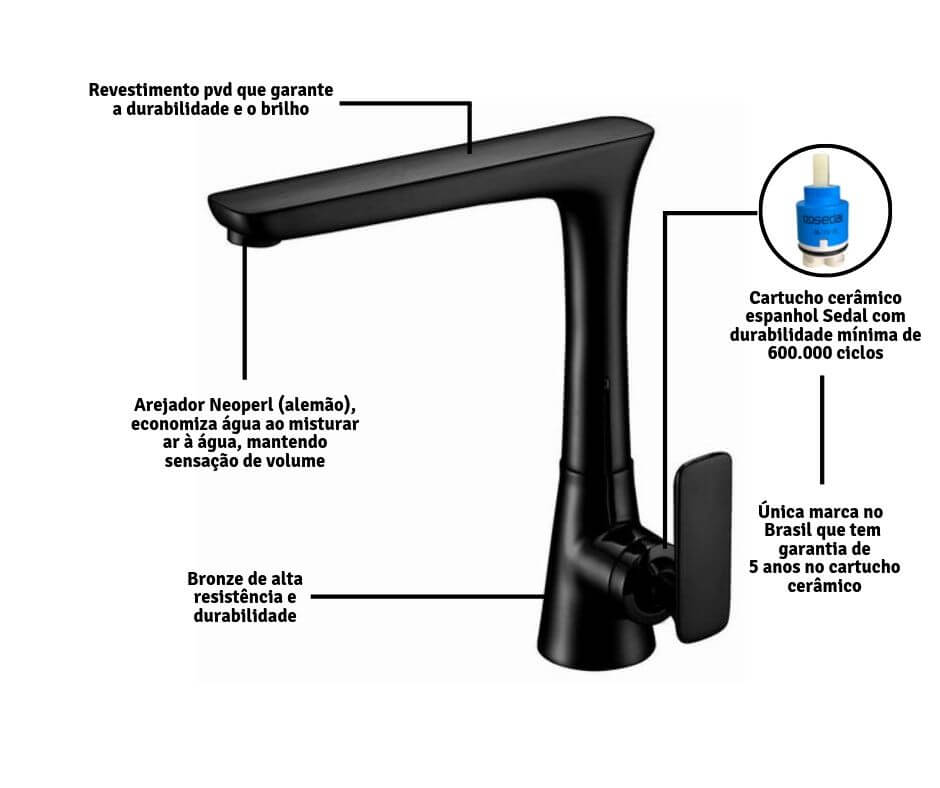 Revestimento pvd que garante
a durabilidade e o brilho
sedal
Cartucho cerâmico
espanhol Sedal com
durabilidade mínima de
600.000 ciclos
Arejador Neoperl (alemão),
economiza água ao misturar
ar à água, mantendo
sensação de volume
Única marca no
Brasil que tem
garantia de
5 anos no cartucho
cerâmico
Bronze de alta
resistência e
durabilidade